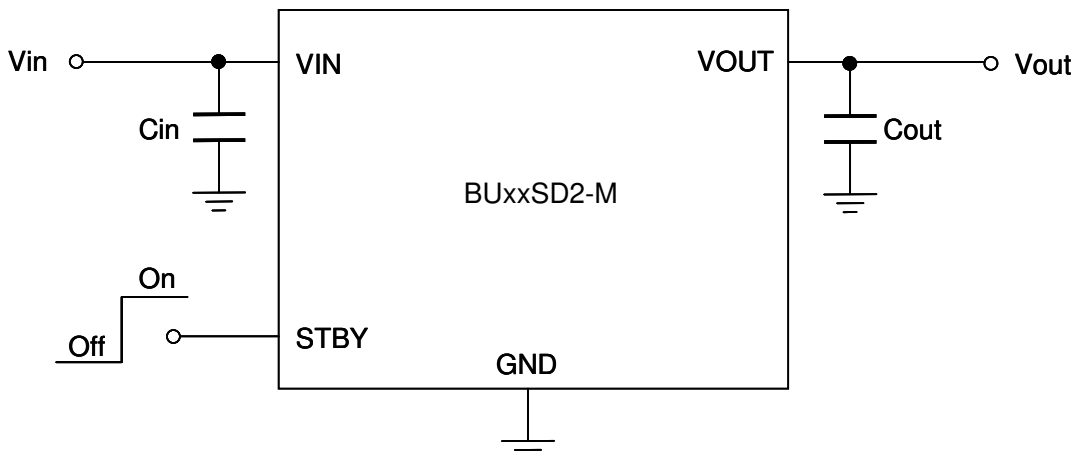 Vin
VIN
VOUT
Vout
Cin
Cout
BUxxSD2-M
On
Off
STBY
GND